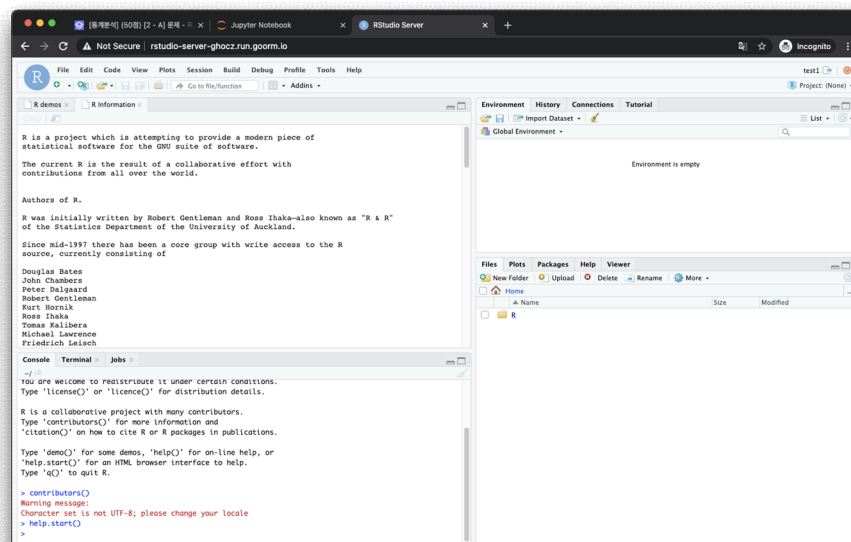 [통계분석] (50점) [2 - A] 문제 -
Jupyter Notebook
RStudio Server
Not Secure
rstudio-server-ghocz.run.goorm.io
Incognito
R
File Edit Code View Plots Session Build Debug Profile Tools Help
test1
Go to file/function
Addins
Project: (None)
R demos
R Information
R is a project which is attempting to provide a modern piece of
statistical software for the GNU suite of software.
The current R is the result of a collaborative effort with
contributions from all over the world.
Authors of R.
R was initially written by Robert Gentleman and Ross Ihaka—also known as "R & R"
of the Statistics Department of the University of Auckland.
Since mid-1997 there has been a core group with write access to the R
source, currently consisting of
Douglas Bates
John Chambers
Peter Dalgaard
Robert Gentleman
Kurt Hornik
Ross Ihaka
Tomas Kalibera
Michael Lawrence
Friedrich Leisch
Console Terminal Jobs
~/
You are welcome to redistribute it under certain conditions.
Type 'license()' or 'licence()' for distribution details.
R is a collaborative project with many contributors.
Type 'contributors()' for more information and
'citation()' on how to cite R or R packages in publications.
Type 'demo()' for some demos, 'help()' for on-line help, or
'help.start()' for an HTML browser interface to help.
Type 'q()' to quit R.
> contributors()
Warning message:
Character set is not UTF-8; please change your locale
> help.start()
>
Environment History Connections Tutorial
Import Dataset
List
Global Environment
Environment is empty
Files Plots Packages Help Viewer
New Folder Upload Delete Rename More
Home
Name Size Modified
R